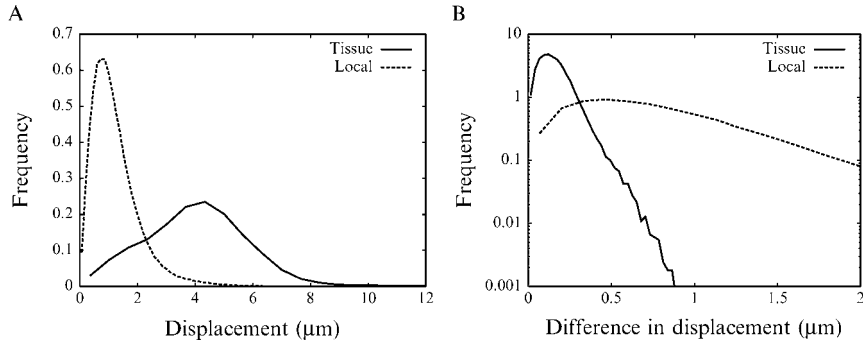 A
Frequency
0.7
0.6
0.5
0.4
0.3
0.2
0.1
0
Tissue
Local
0 2 4 6 8 10 12
Displacement (μm)
B
Frequency
10
1
0.1
0.01
0.001
Tissue
Local
0 0.5 1 1.5 2
Difference in displacement (μm)